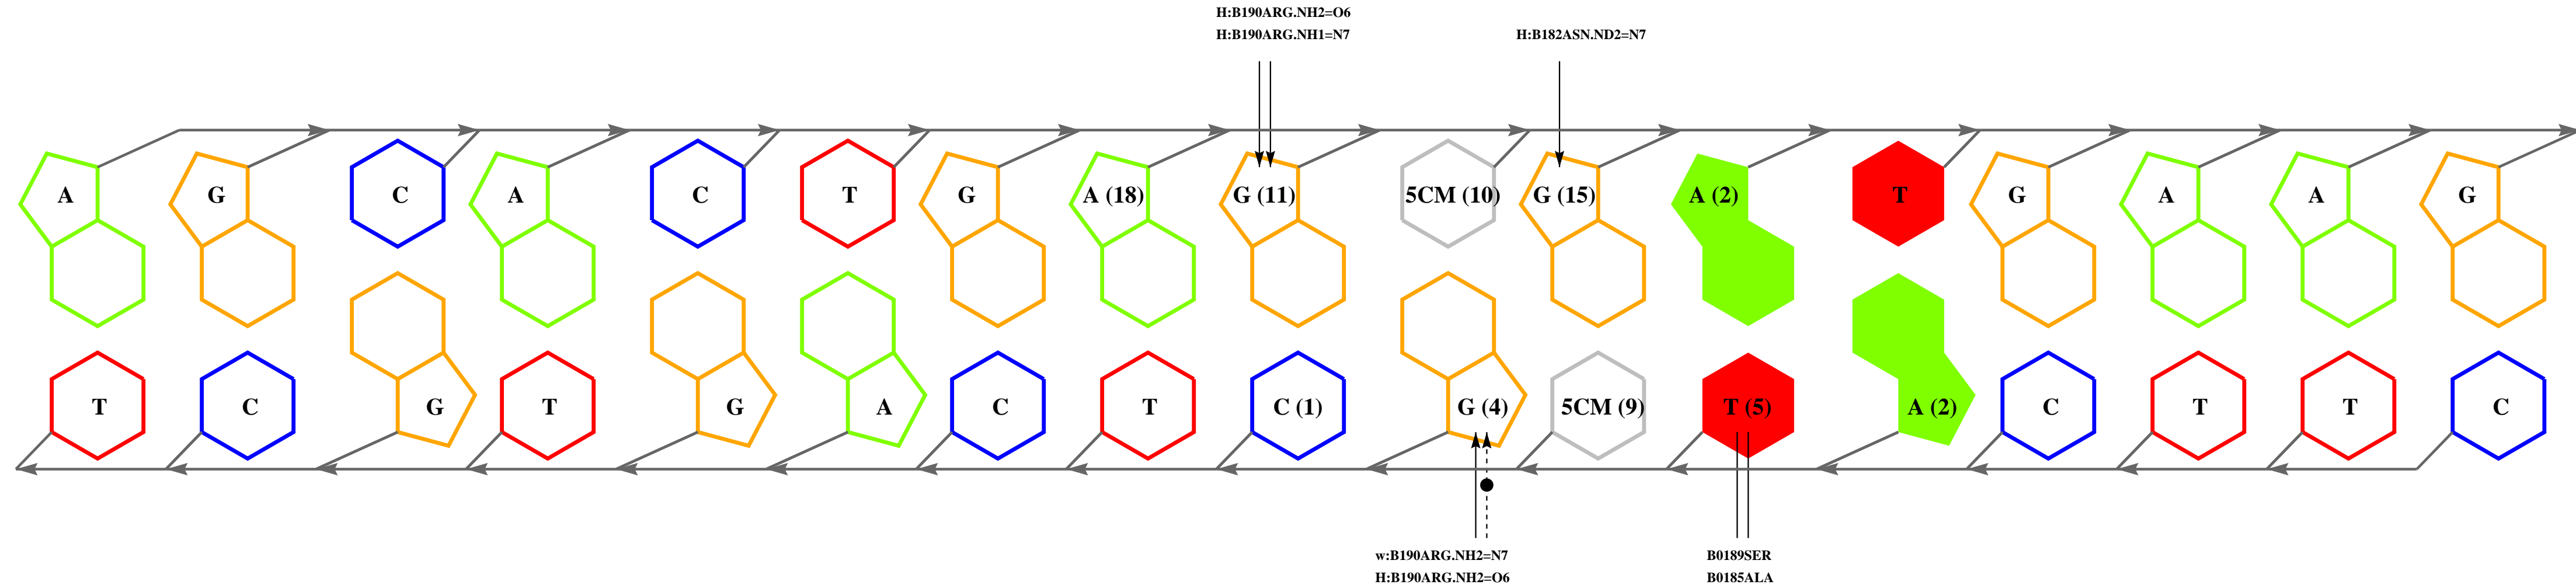 H:B190ARG.NH2=O6
H:B190ARG.NH1=N7 H:B182ASN.ND2=N7
A G C A C T G A (18) G (11) 5CM (10) G (15) A (2) T G A A G
T C G T G A C T C (1) G (4) 5CM (9) T (5) A (2) C T T C
w:B190ARG.NH2=N7 B0189SER
H:B190ARG.NH2=O6 B0185ALA